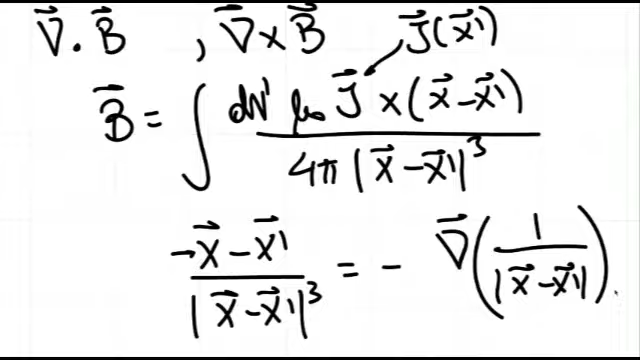 ∇⃗ · B⃗ , ∇⃗ × B⃗ J⃗(x⃗')
B⃗ = ∫ dV' μ₀ J⃗ × (x⃗ - x⃗') / 4π |x⃗ - x⃗'|³
→x⃗ - x⃗' / |x⃗ - x⃗'|³ = - ∇⃗ ( 1 / |x⃗ - x⃗'| ) .